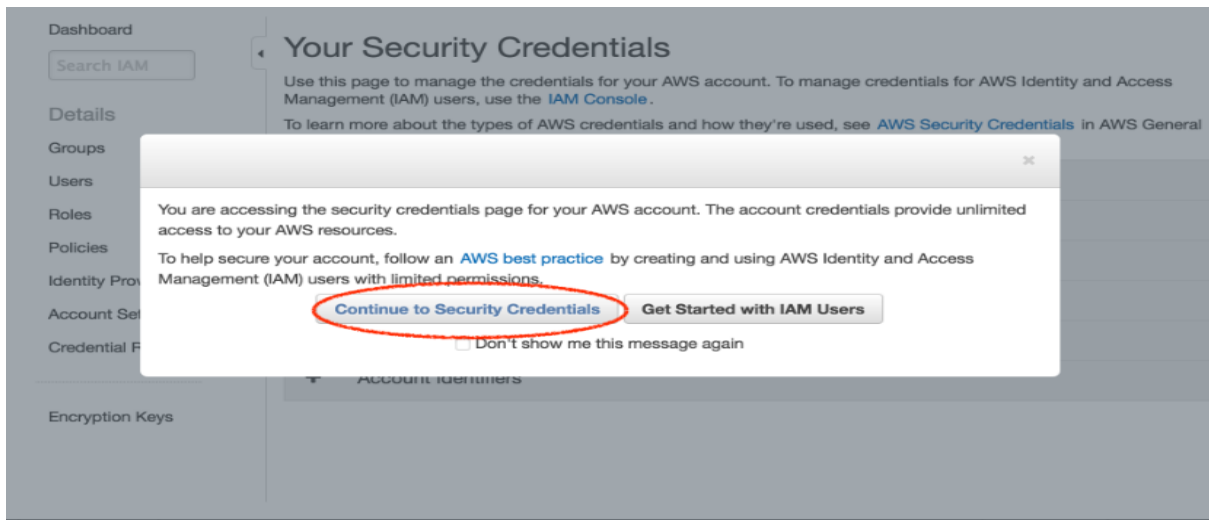 Dashboard
Search IAM
Details
Groups
Users
Roles
Policies
Identity Prov
Account Set
Credential R
Encryption Keys
Your Security Credentials
Use this page to manage the credentials for your AWS account. To manage credentials for AWS Identity and Access
Management (IAM) users, use the IAM Console.
To learn more about the types of AWS credentials and how they're used, see AWS Security Credentials in AWS General
You are accessing the security credentials page for your AWS account. The account credentials provide unlimited
access to your AWS resources.
To help secure your account, follow an AWS best practice by creating and using AWS Identity and Access
Management (IAM) users with limited permissions.
Continue to Security Credentials Get Started with IAM Users
Don't show me this message again
Account Identifiers